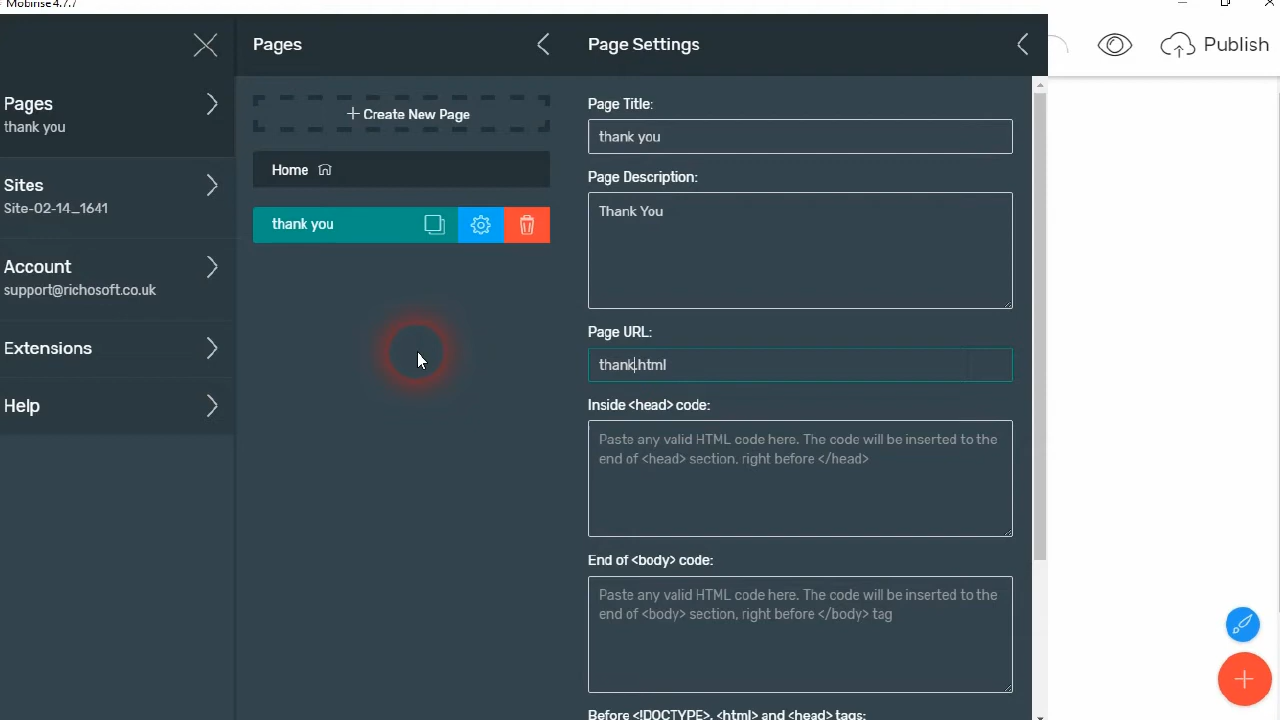 Mobirise 4.7.7
Pages
Page Settings
Publish
Pages
thank you
Sites
Site-02-14_1641
Account
support@richosoft.co.uk
Extensions
Help
+ Create New Page
Home
thank you
Page Title:
thank you
Page Description:
Thank You
Page URL:
thank.html
Inside <head> code:
Paste any valid HTML code here. The code will be inserted to the
end of <head> section, right before </head>
End of <body> code:
Paste any valid HTML code here. The code will be inserted to the
end of <body> section, right before </body> tag
Before <!DOCTYPE>, <html> and <head> tags: